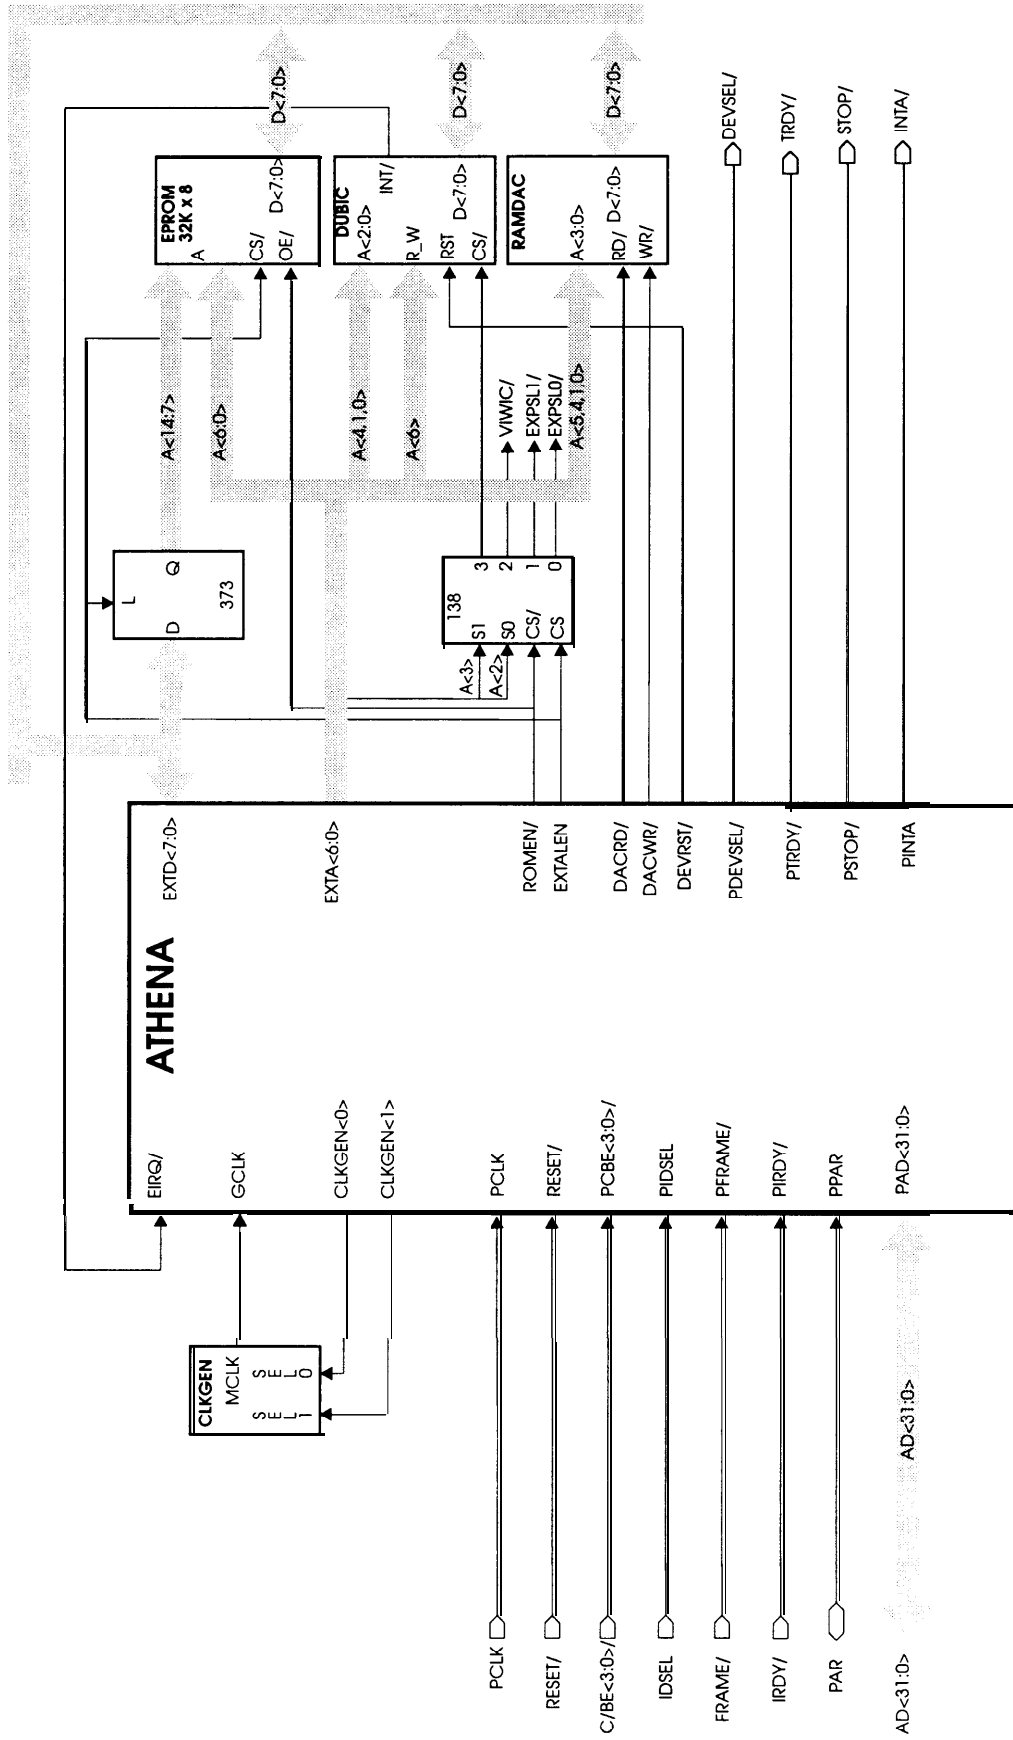 ATHENA
EIRQ/
GCLK
CLKGEN<0>
CLKGEN<1>
PCLK
RESET/
PCBE<3:0>/
PIDSEL
PFRAME/
PIRDY/
PPAR
PAD<31:0>
EXTD<7:0>
EXTA<6:0>
ROMEN/
EXTALEN
DACRD/
DACWR/
DEVRST/
PDEVSEL/
PTRDY/
PSTOP/
PINTA
CLKGEN
MCLK
SEL0
SEL1
PCLK
RESET/
C/BE<3:0>/
IDSEL
FRAME/
IRDY/
PAR
AD<31:0>
AD<31:0>
L
D
Q
373
138
S1
S0
CS/
CS
3
2
1
0
A<3>
A<2>
VIWIC/
EXPSL1/
EXPSL0/
A<14:7>
A<6:0>
A<4,1,0>
A<6>
A<5,4,1,0>
EPROM
32K x 8
A
CS/
OE/
D<7:0>
D<7:0>
DUBIC
A<2:0>
INT/
R_W
RST
D<7:0>
CS/
D<7:0>
RAMDAC
A<3:0>
RD/
D<7:0>
WR/
D<7:0>
DEVSEL/
TRDY/
STOP/
INTA/